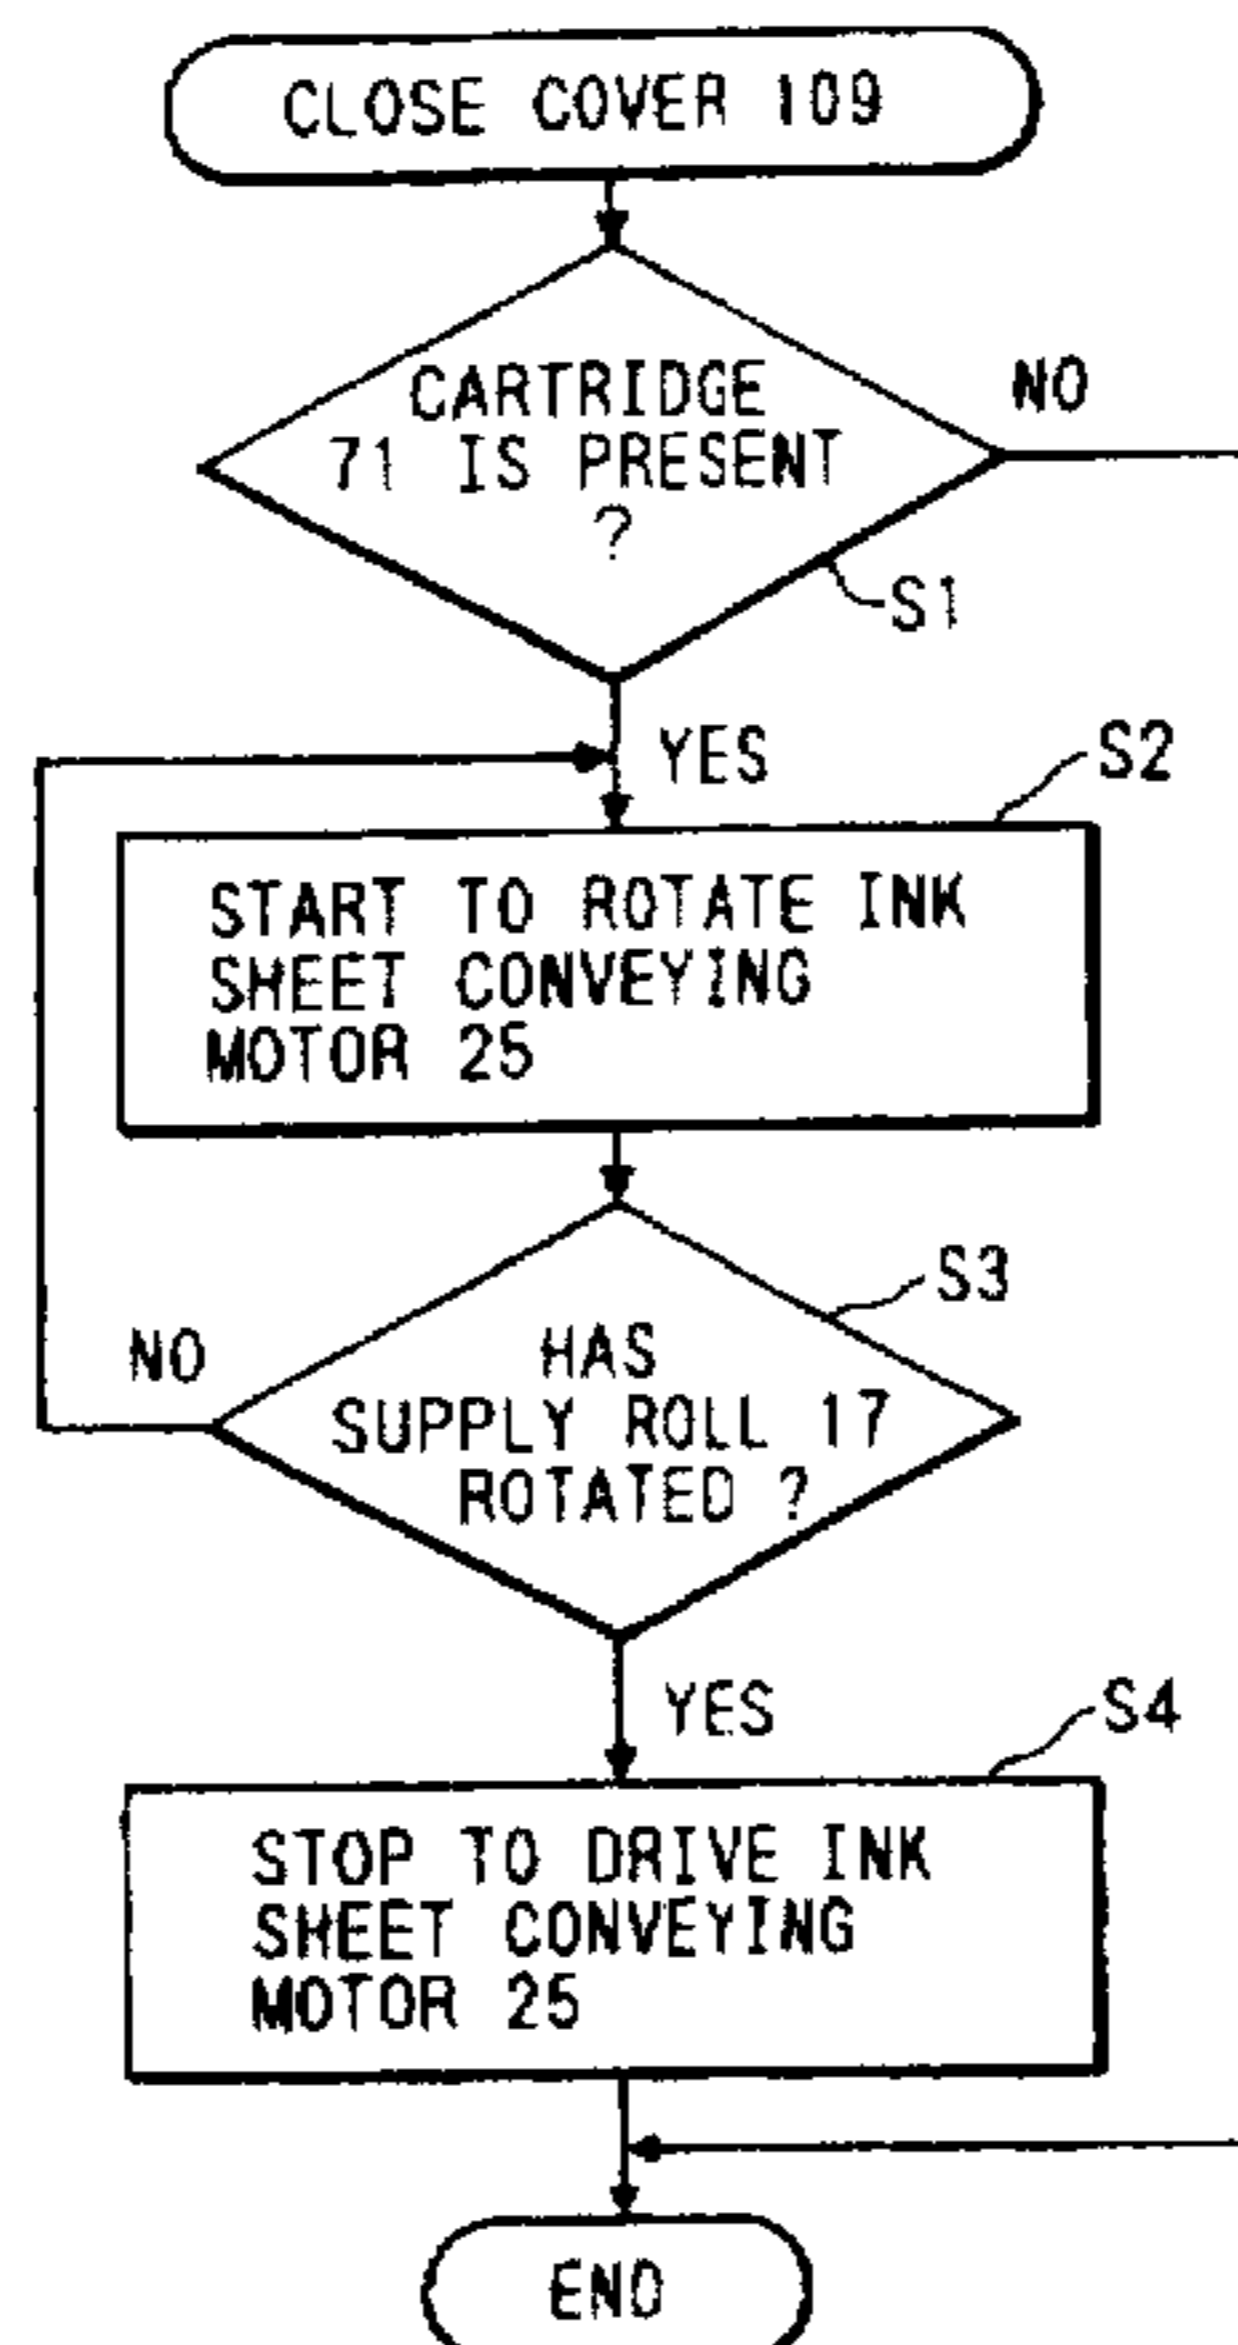 CLOSE COVER 109
CARTRIDGE
71 IS PRESENT
?
NO
S1
YES
S2
START TO ROTATE INK
SHEET CONVEYING
MOTOR 25
S3
NO
HAS
SUPPLY ROLL 17
ROTATED ?
YES
S4
STOP TO DRIVE INK
SHEET CONVEYING
MOTOR 25
END